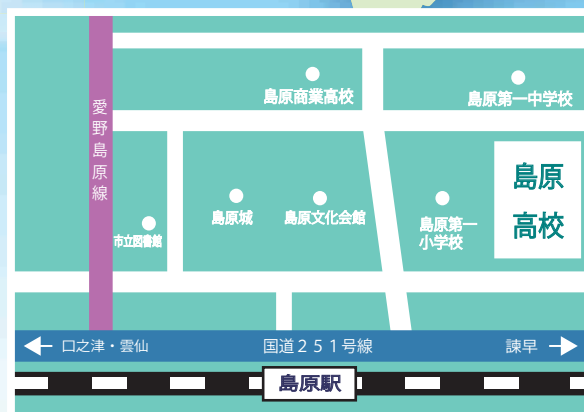 島原商業高校
島原第一中学校
愛野島原線
島原
高校
島原城
島原文化会館
島原第一
小学校
市立図書館
口之津・雲仙
国道251号線
諫早
島原駅